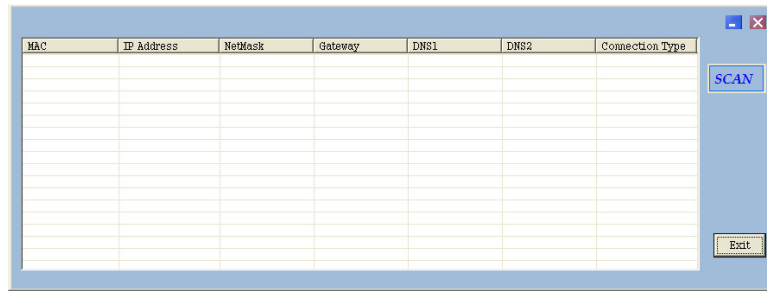 MAC IP Address NetMask Gateway DNS1 DNS2 Connection Type
SCAN
Exit